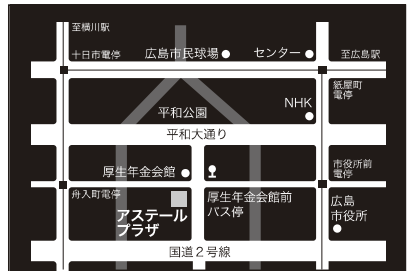 至横川駅
十日市電停
広島市民球場
センター
至広島駅
紙屋町
電停
NHK
平和公園
平和大通り
厚生年金会館
市役所前
電停
舟入町電停
アステール
プラザ
厚生年金会館前
バス停
広島
市役所
国道2号線